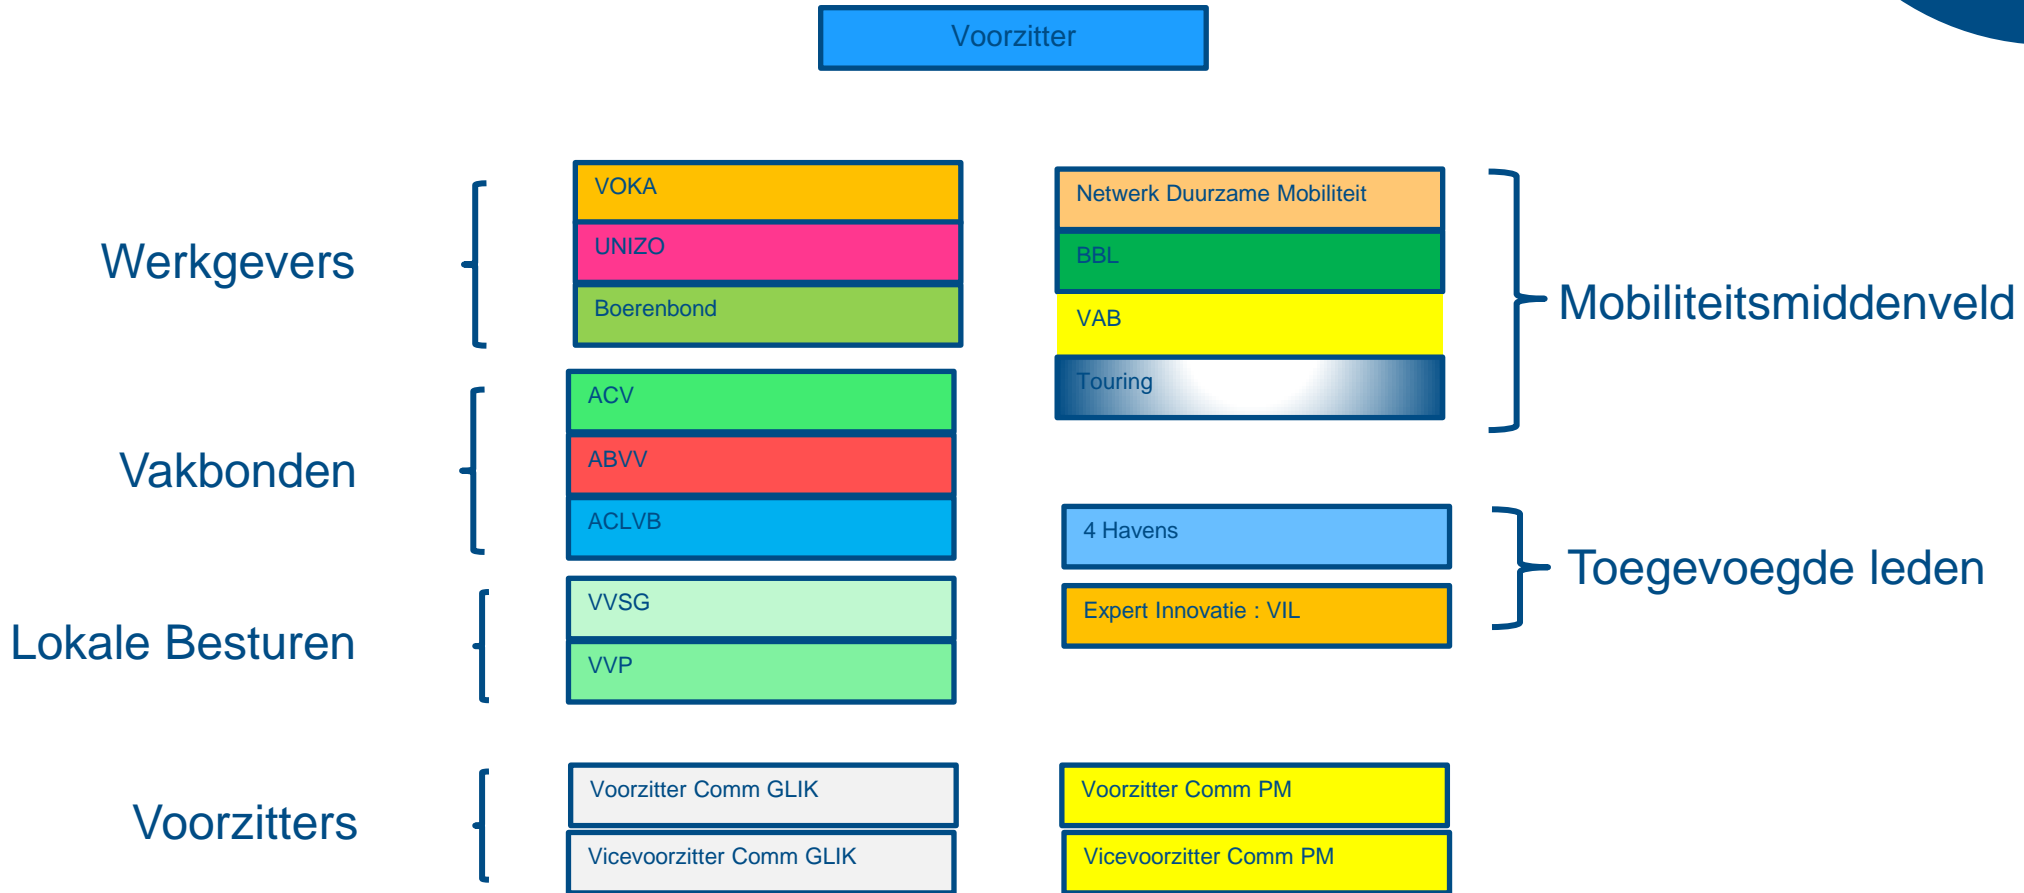 Voorzitter
Werkgevers
VOKA
UNIZO
Boerenbond
Vakbonden
ACV
ABVV
ACLVB
Lokale Besturen
VVSG
VVP
Netwerk Duurzame Mobiliteit
BBL
VAB
Touring
Mobiliteitsmiddenveld
4 Havens
Expert Innovatie : VIL
Toegevoegde leden
Voorzitters
Voorzitter Comm GLIK
Vicevoorzitter Comm GLIK
Voorzitter Comm PM
Vicevoorzitter Comm PM